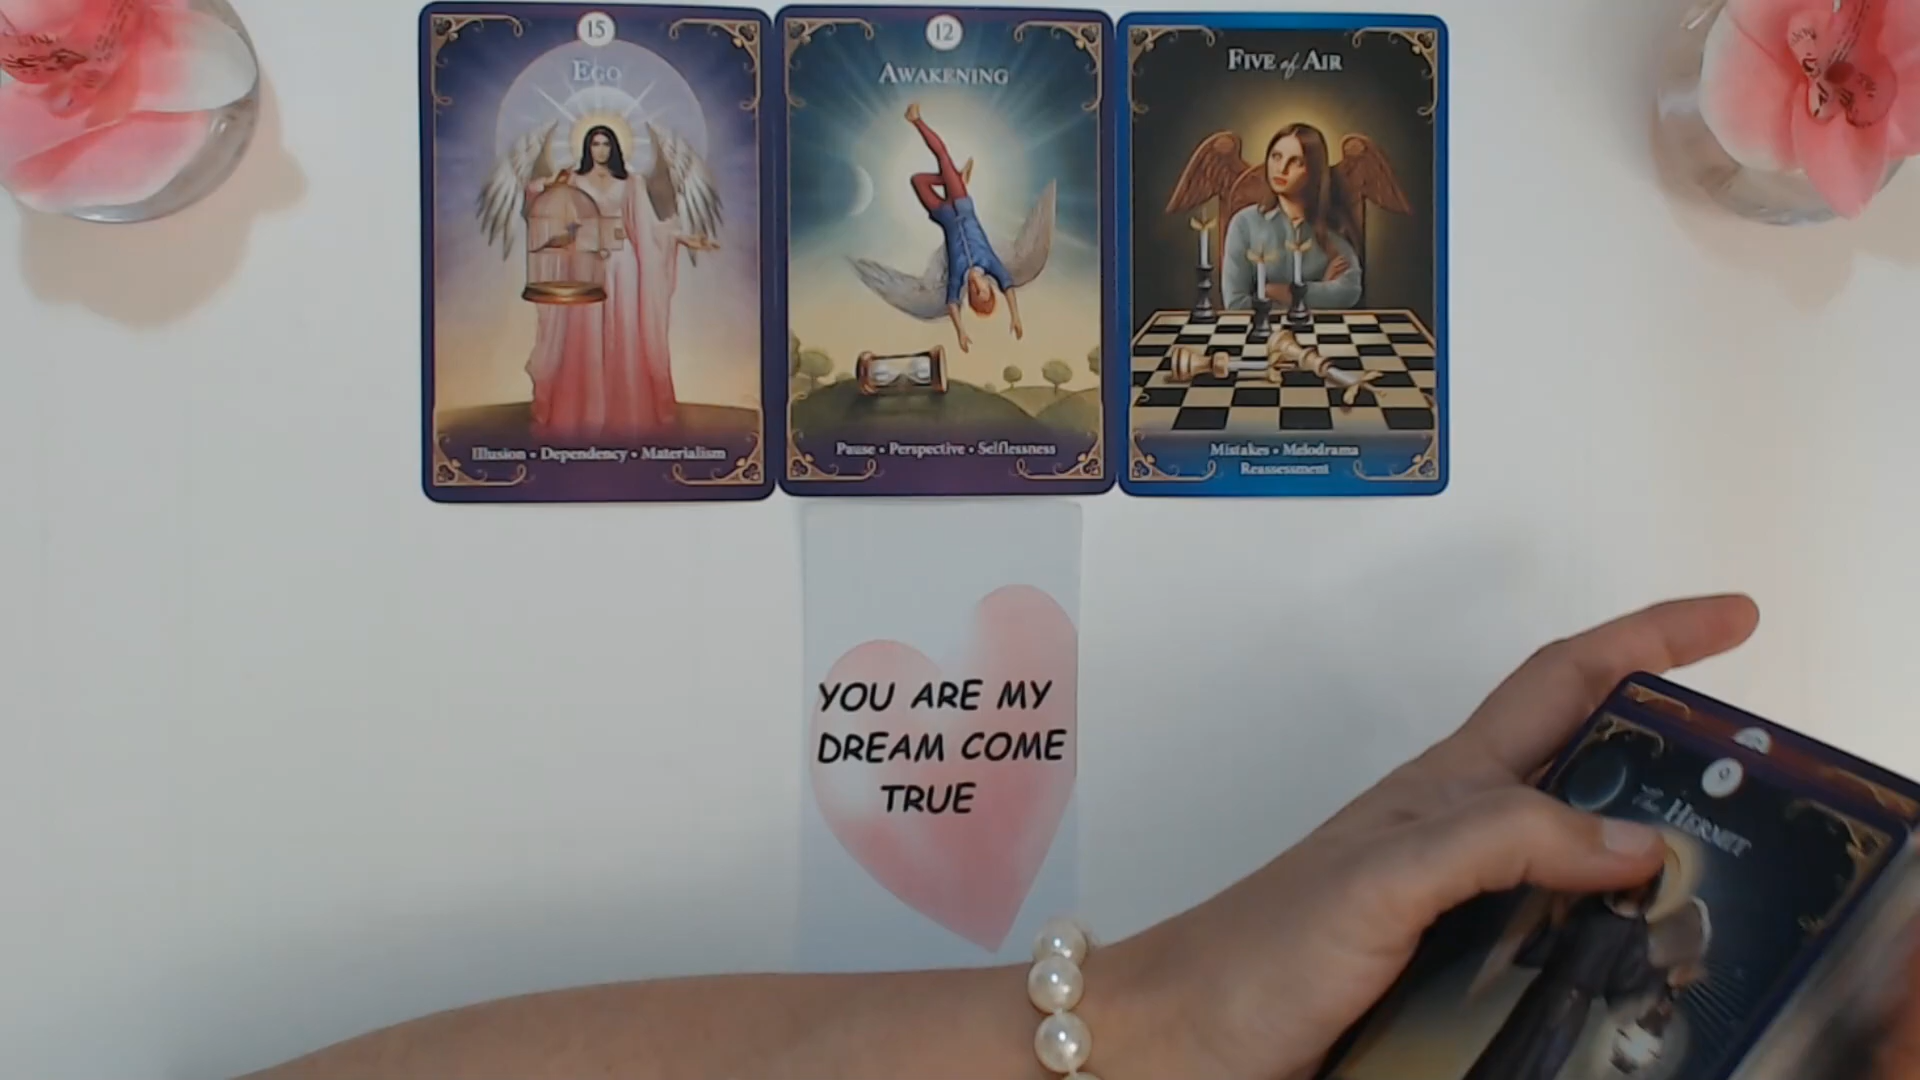 15
EGO
Illusion • Dependency • Materialism
12
AWAKENING
Pause • Perspective • Selflessness
FIVE of AIR
Mistakes • Melodrama
Reassessment
YOU ARE MY
DREAM COME
TRUE
9
The HERMIT